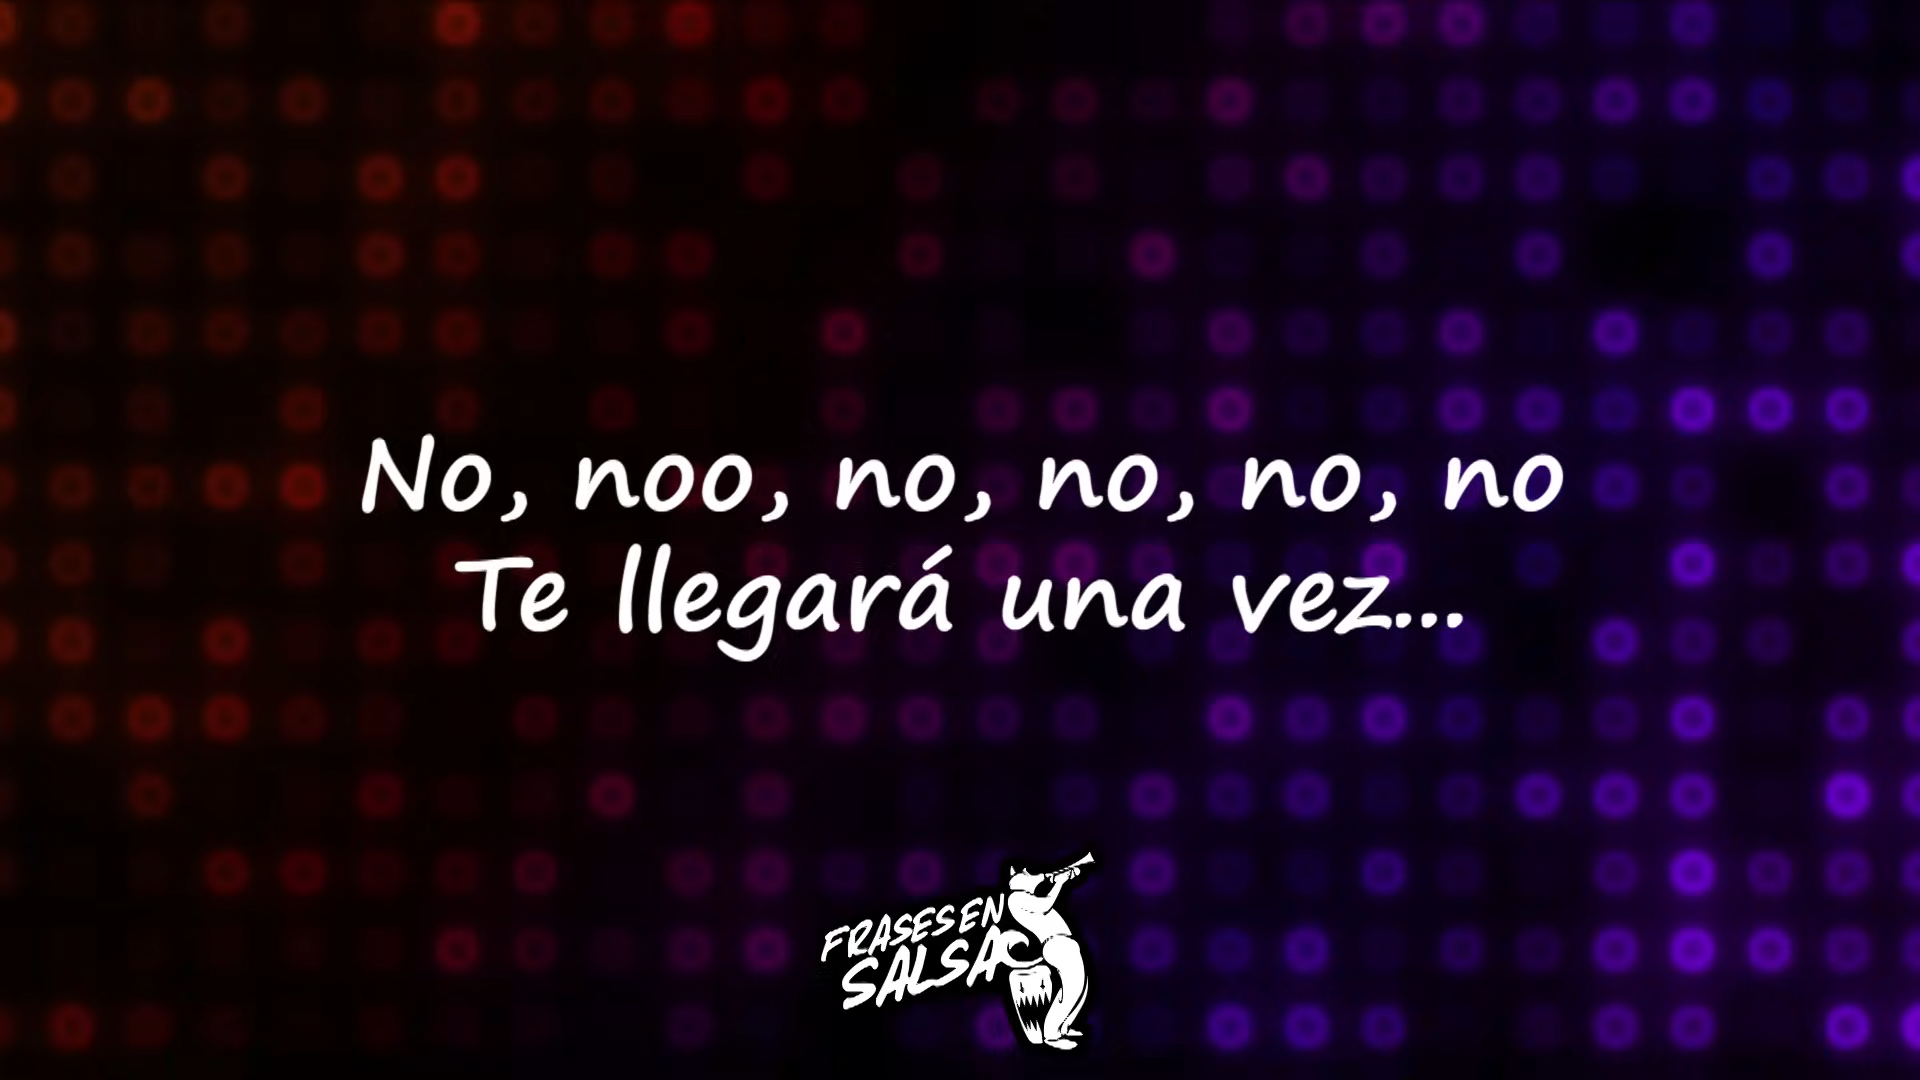 No, noo, no, no, no, no
Te llegará una vez...
FRASES EN
SALSA